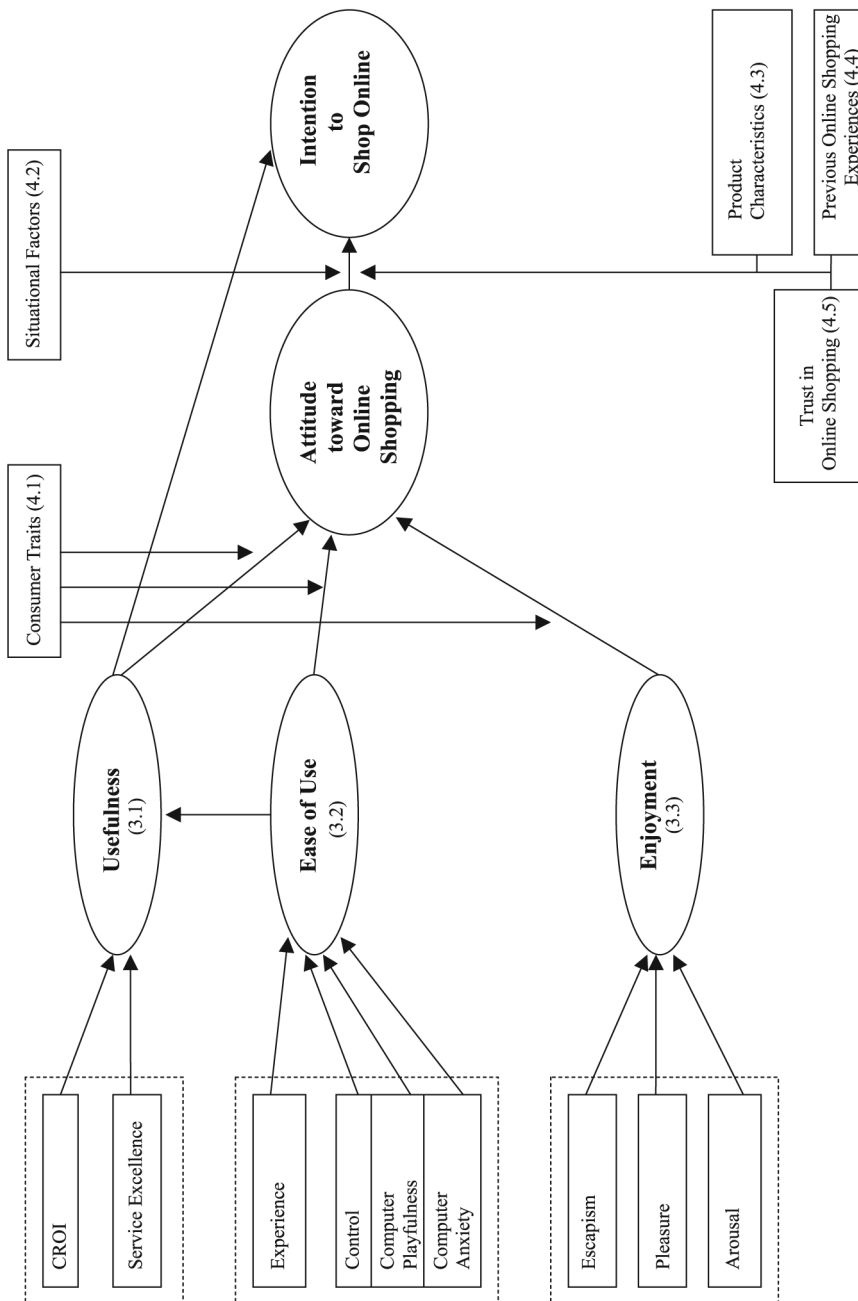 CROI
Service Excellence
Experience
Control
Computer
Playfulness
Computer
Anxiety
Escapism
Pleasure
Arousal
Usefulness
(3.1)
Ease of Use
(3.2)
Enjoyment
(3.3)
Consumer Traits (4.1)
Attitude
toward
Online
Shopping
Situational Factors (4.2)
Intention
to
Shop Online
Product
Characteristics (4.3)
Previous Online Shopping
Experiences (4.4)
Trust in
Online Shopping (4.5)